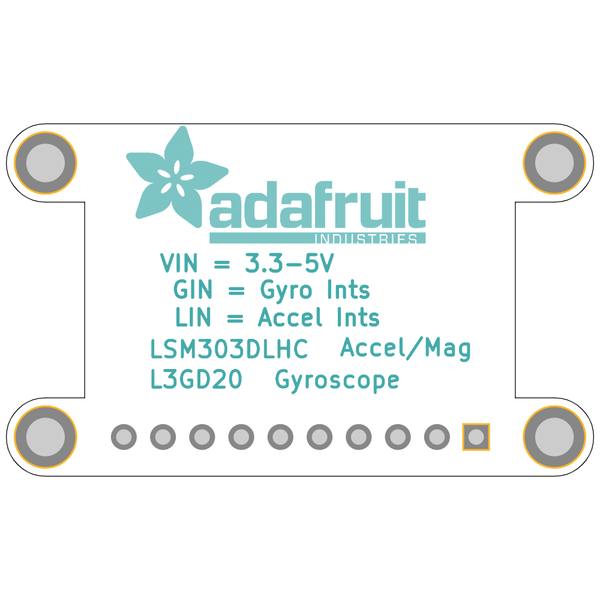 adafruit
INDUSTRIES
VIN = 3.3-5V
GIN = Gyro Ints
LIN = Accel Ints
LSM303DLHC Accel/Mag
L3GD20 Gyroscope